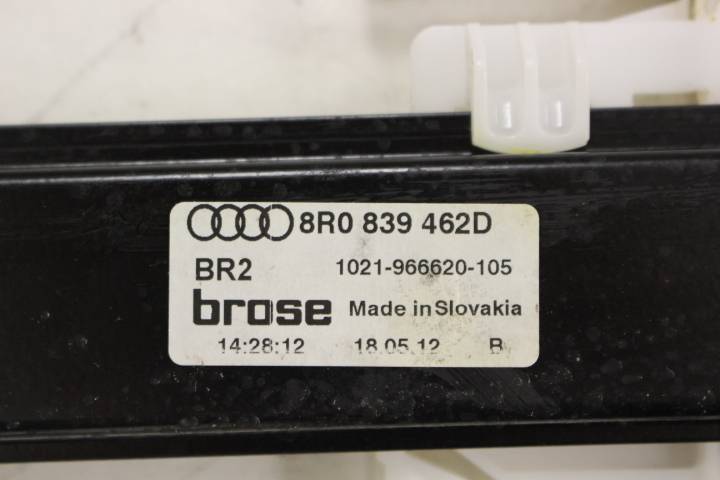 8R0 839 462D
BR2 1021-966620-105
brose Made in Slovakia
14:28:12 18.05.12 B